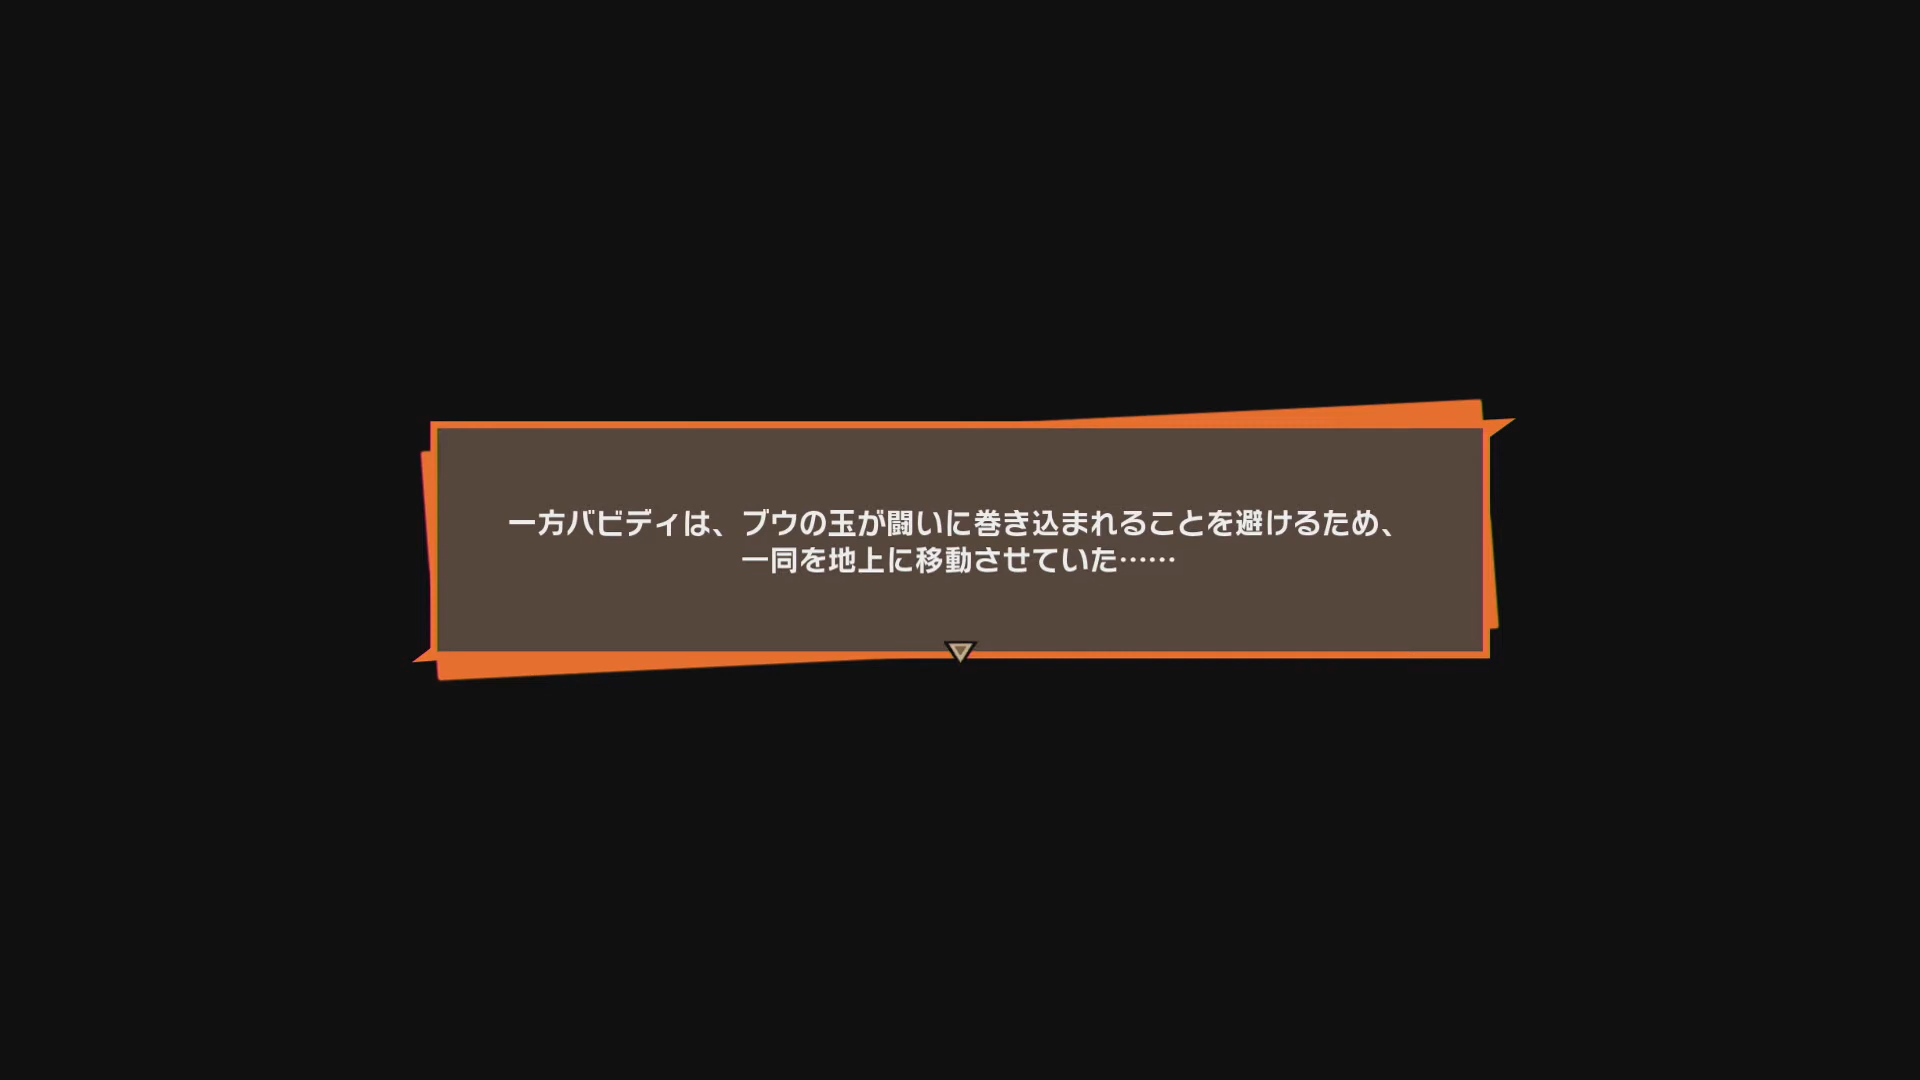 一方バビディは、ブウの玉が闘いに巻き込まれることを避けるため、
一同を地上に移動させていた……